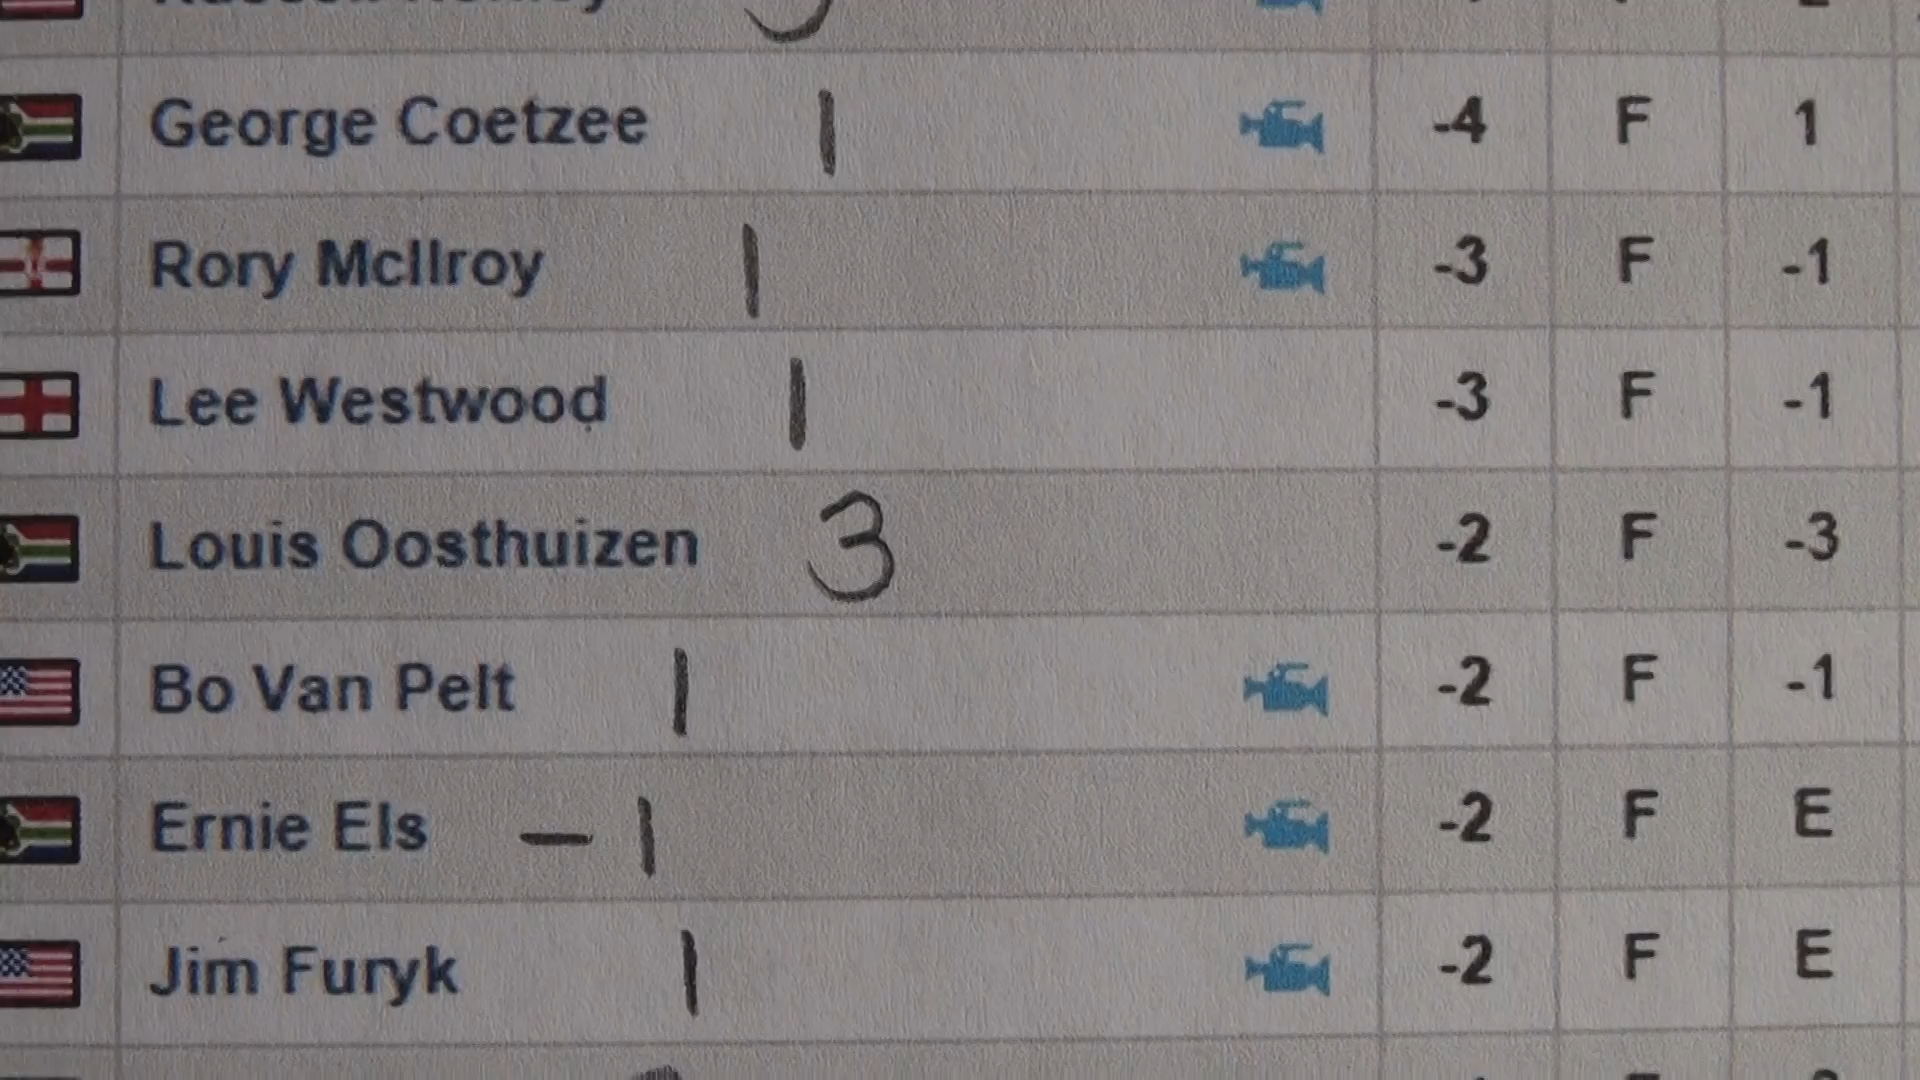 George Coetzee 1 -4 F 1
Rory McIlroy 1 -3 F -1
Lee Westwood 1 -3 F -1
Louis Oosthuizen 3 -2 F -3
Bo Van Pelt 1 -2 F -1
Ernie Els - 1 -2 F E
Jim Furyk 1 -2 F E